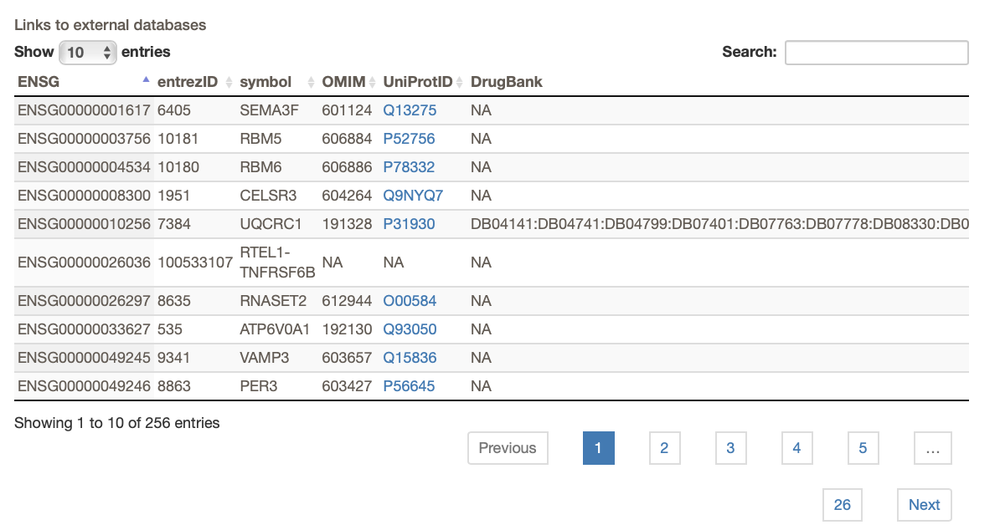 Links to external databases
Show 10 entries Search:
ENSG entrezID symbol OMIM UniProtID DrugBank
ENSG00000001617 6405 SEMA3F 601124 Q13275 NA
ENSG00000003756 10181 RBM5 606884 P52756 NA
ENSG00000004534 10180 RBM6 606886 P78332 NA
ENSG00000008300 1951 CELSR3 604264 Q9NYQ7 NA
ENSG00000010256 7384 UQCRC1 191328 P31930 DB04141:DB04741:DB04799:DB07401:DB07763:DB07778:DB08330:DB0
ENSG00000026036 100533107 RTEL1-
TNFRSF6B NA NA NA
ENSG00000026297 8635 RNASET2 612944 O00584 NA
ENSG00000033627 535 ATP6V0A1 192130 Q93050 NA
ENSG00000049245 9341 VAMP3 603657 Q15836 NA
ENSG00000049246 8863 PER3 603427 P56645 NA
Showing 1 to 10 of 256 entries
Previous 1 2 3 4 5 …
26 Next